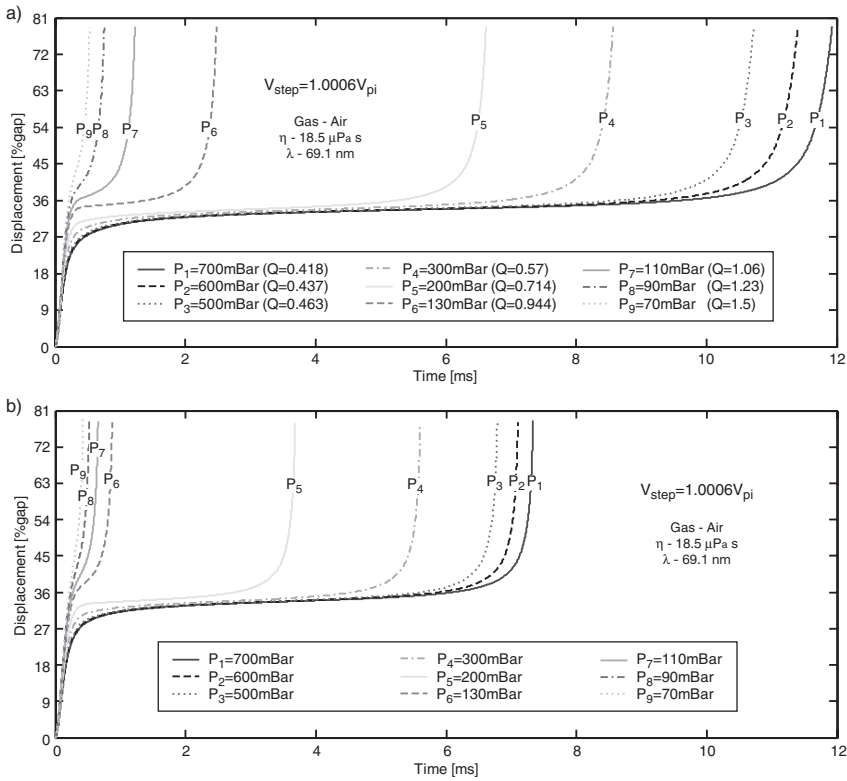 a)
81
72
63
54
45
36
27
18
9
0
Displacement [%gap]
V_step=1.0006V_pi
Gas - Air
η - 18.5 μPa s
λ - 69.1 nm
P₉ P₈ P₇ P₆ P₅ P₄ P₃ P₂ P₁
P₁=700mBar (Q=0.418)
P₂=600mBar (Q=0.437)
P₃=500mBar (Q=0.463)
P₄=300mBar (Q=0.57)
P₅=200mBar (Q=0.714)
P₆=130mBar (Q=0.944)
P₇=110mBar (Q=1.06)
P₈=90mBar (Q=1.23)
P₉=70mBar (Q=1.5)
0 2 4 6 8 10 12
Time [ms]
b)
81
72
63
54
45
36
27
18
9
0
Displacement [%gap]
P₇
P₉ P₆
P₈
P₅ P₄ P₃ P₂ P₁
V_step=1.0006V_pi
Gas - Air
η - 18.5 μPa s
λ - 69.1 nm
P₁=700mBar
P₂=600mBar
P₃=500mBar
P₄=300mBar
P₅=200mBar
P₆=130mBar
P₇=110mBar
P₈=90mBar
P₉=70mBar
0 2 4 6 8 10 12
Time [ms]